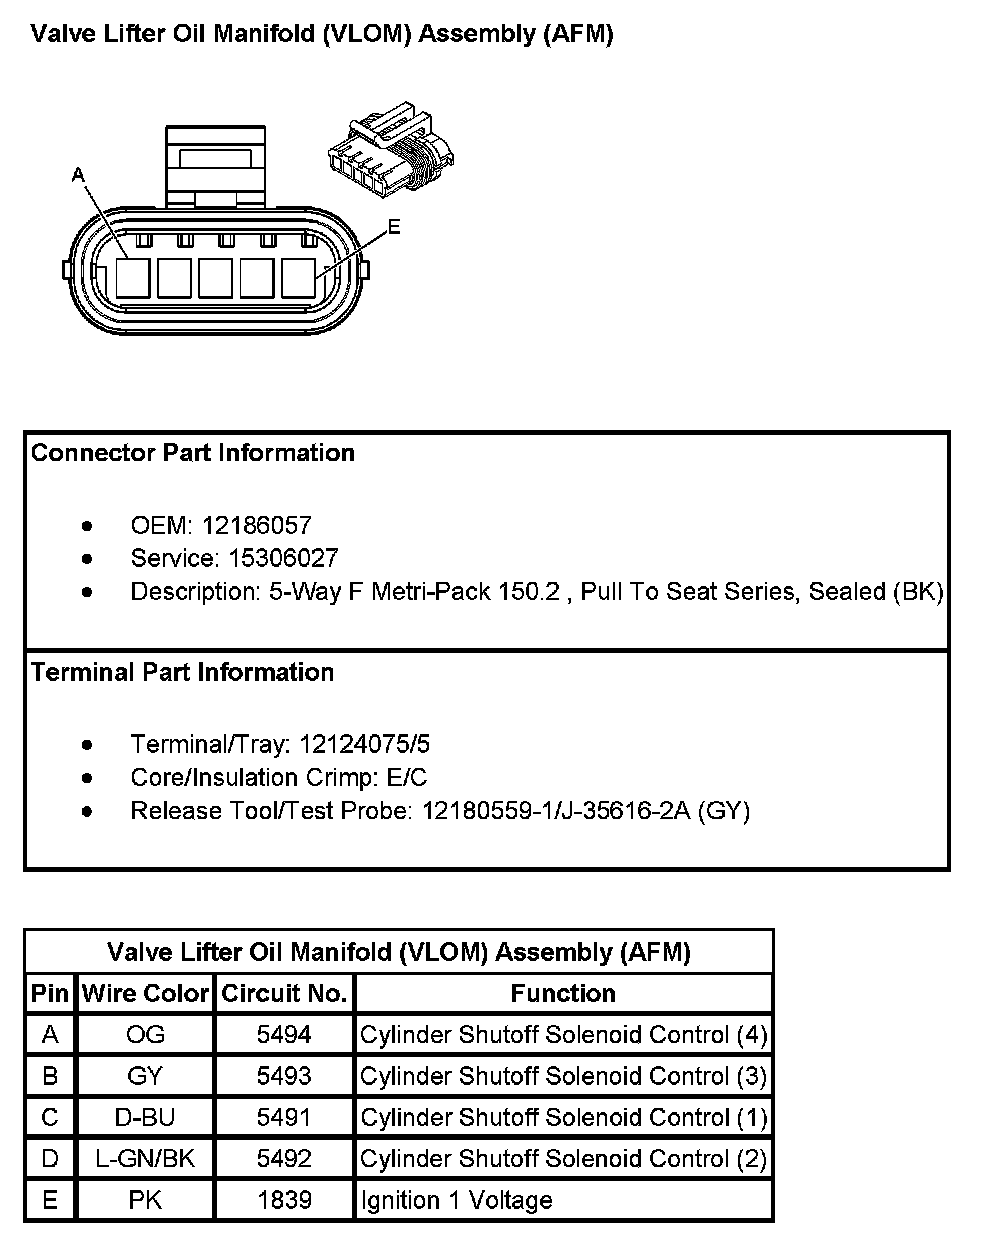 Valve Lifter Oil Manifold (VLOM) Assembly (AFM)
A
E
Connector Part Information
• OEM: 12186057
• Service: 15306027
• Description: 5-Way F Metri-Pack 150.2 , Pull To Seat Series, Sealed (BK)
Terminal Part Information
• Terminal/Tray: 12124075/5
• Core/Insulation Crimp: E/C
• Release Tool/Test Probe: 12180559-1/J-35616-2A (GY)
Valve Lifter Oil Manifold (VLOM) Assembly (AFM)
Pin Wire Color Circuit No. Function
A OG 5494 Cylinder Shutoff Solenoid Control (4)
B GY 5493 Cylinder Shutoff Solenoid Control (3)
C D-BU 5491 Cylinder Shutoff Solenoid Control (1)
D L-GN/BK 5492 Cylinder Shutoff Solenoid Control (2)
E PK 1839 Ignition 1 Voltage